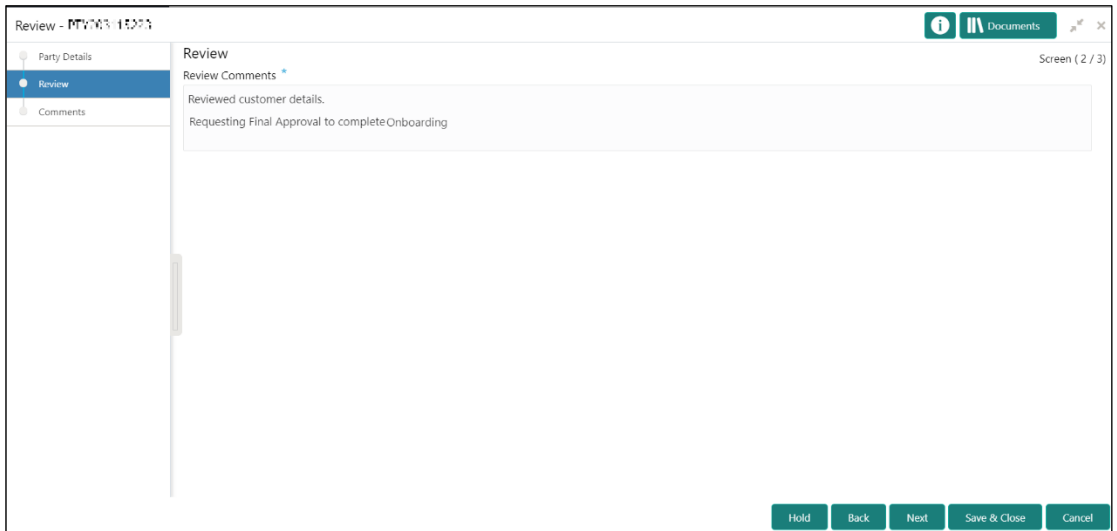 Review -
Documents
Party Details
Review
Comments
Review
Screen ( 2 / 3)
Review Comments *
Reviewed customer details.
Requesting Final Approval to complete Onboarding
Hold
Back
Next
Save & Close
Cancel